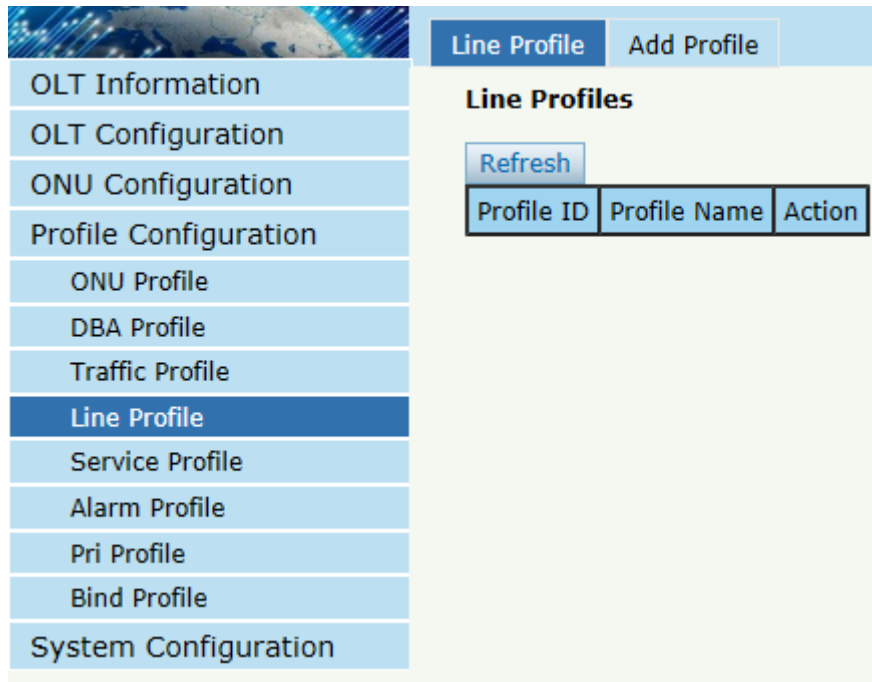 OLT Information
OLT Configuration
ONU Configuration
Profile Configuration
ONU Profile
DBA Profile
Traffic Profile
Line Profile
Service Profile
Alarm Profile
Pri Profile
Bind Profile
System Configuration
Line Profile Add Profile
Line Profiles
Refresh
Profile ID Profile Name Action